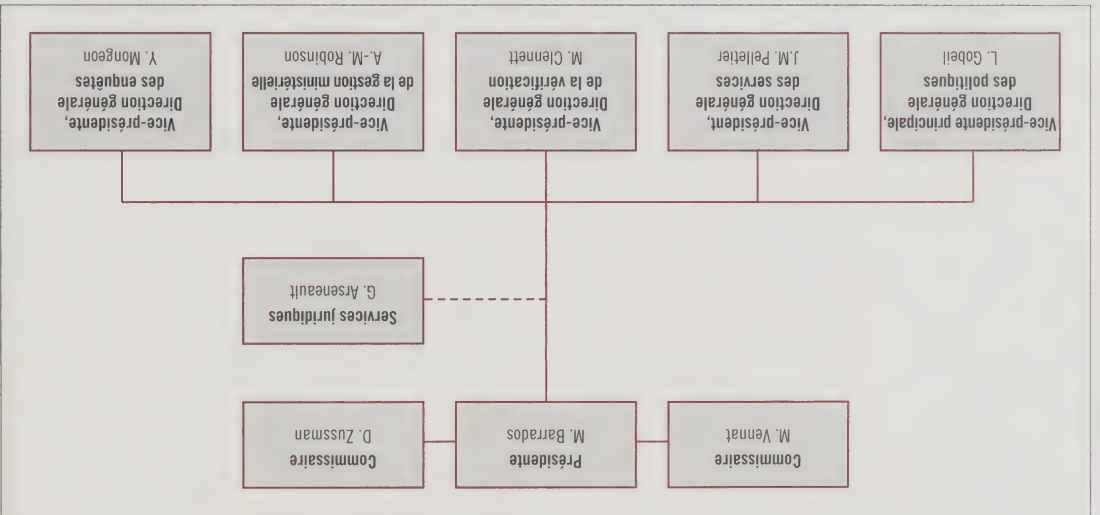 Commissaire
M. Vennat
Présidente
M. Barrados
Commissaire
D. Zussman
Services juridiques
G. Arseneault
Vice-présidente principale,
Direction générale
des politiques
L. Gobeil
Vice-président,
Direction générale
des services
J.M. Pelletier
Vice-présidente,
Direction générale
de la vérification
M. Clennett
Vice-présidente,
Direction générale
de la gestion ministérielle
A.-M. Robinson
Vice-présidente,
Direction générale
des enquêtes
Y. Mongeon